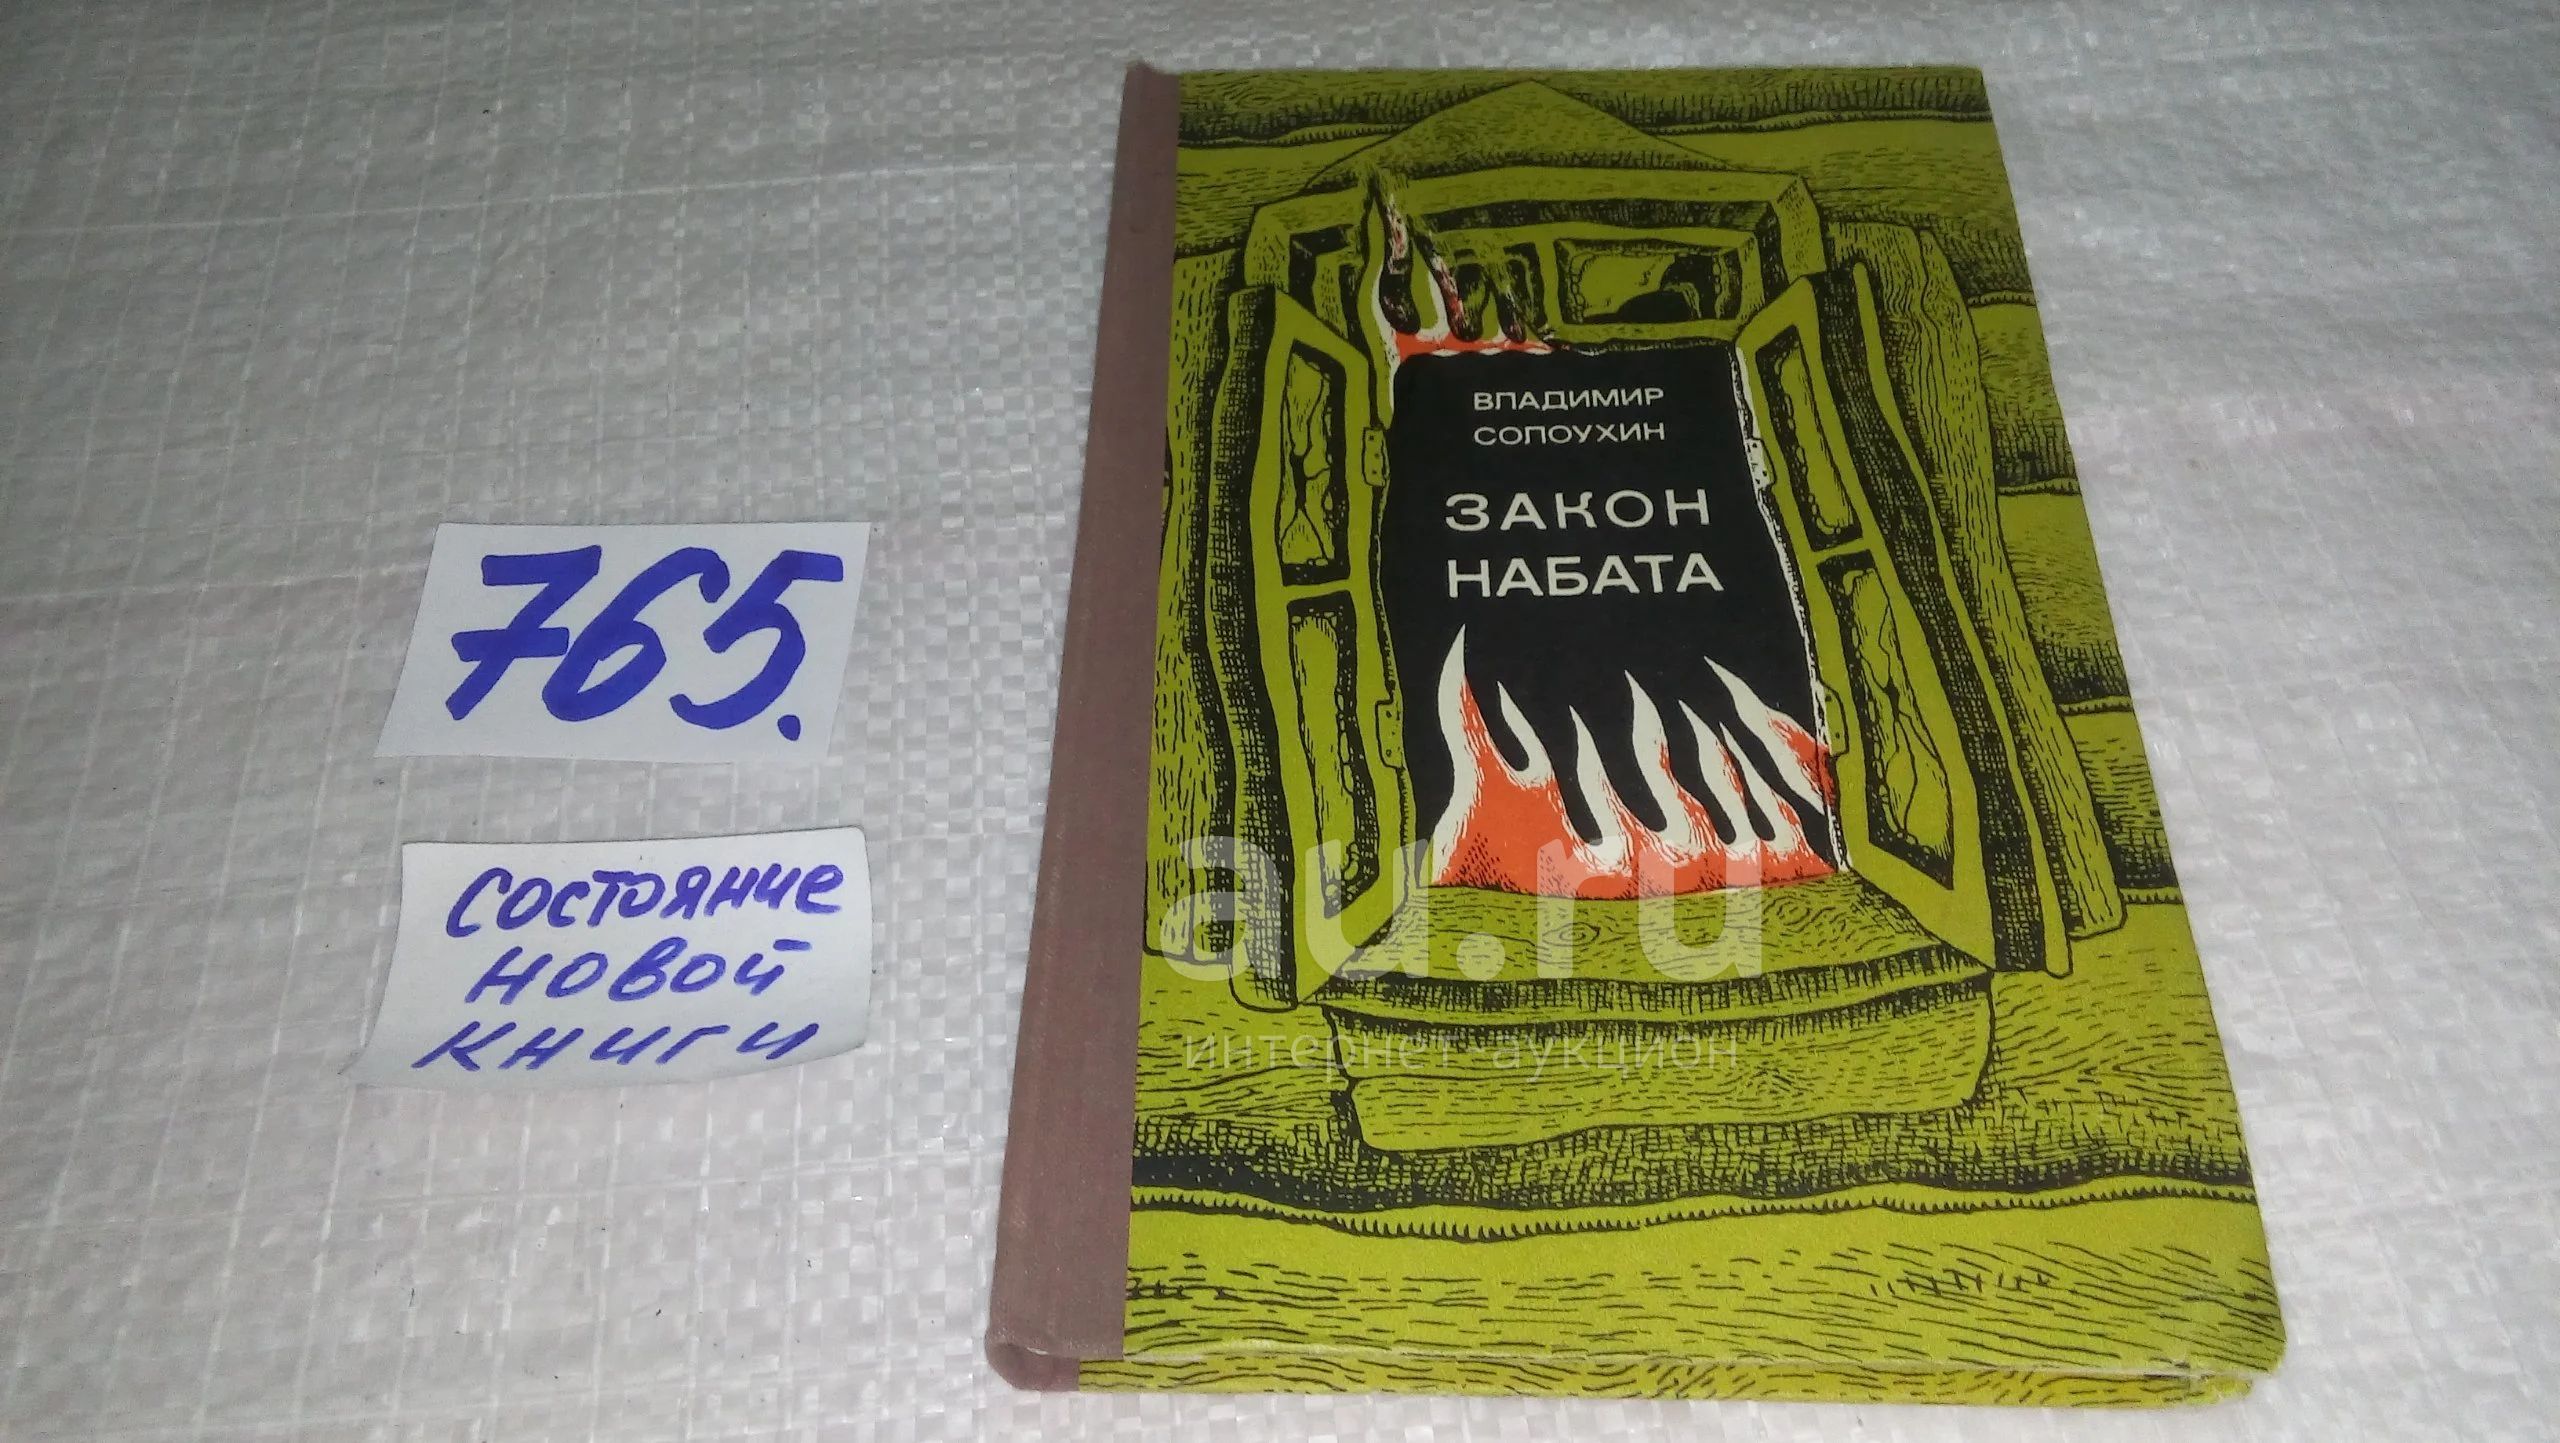 765.
состояние
новой
книги
ВЛАДИМИР
СОЛОУХИН
ЗАКОН
НАБАТА
au.ru
интернет-аукцион